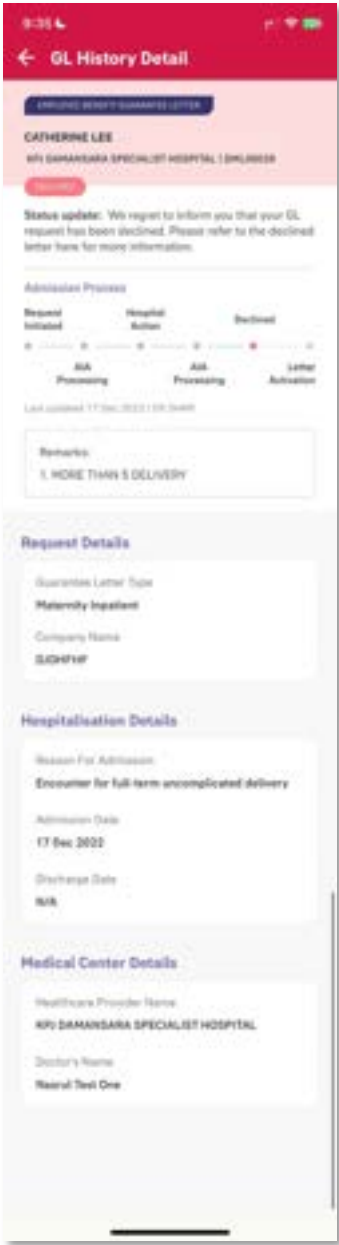 9:35
GL History Detail
EMPLOYEE BENEFIT GUARANTEE LETTER
CATHERINE LEE
KPJ DAMANSARA SPECIALIST HOSPITAL |
DECLINED
Status update: We regret to inform you that your GL
request has been declined. Please refer to the declined
letter here for more information.
Admission Process
Request Initiated
Hospital Action
Declined
AIA Processing
AIA Processing
Letter Activation
Last updated 17 Dec 2022 |
Remarks:
1. MORE THAN 5 DELIVERY
Request Details
Guarantee Letter Type
Maternity Inpatient
Company Name
Hospitalisation Details
Reason For Admission
Encounter for full-term uncomplicated delivery
Admission Date
17 Dec 2022
Discharge Date
N/A
Medical Center Details
Healthcare Provider Name
KPJ DAMANSARA SPECIALIST HOSPITAL
Doctor's Name
Nasrul Test One